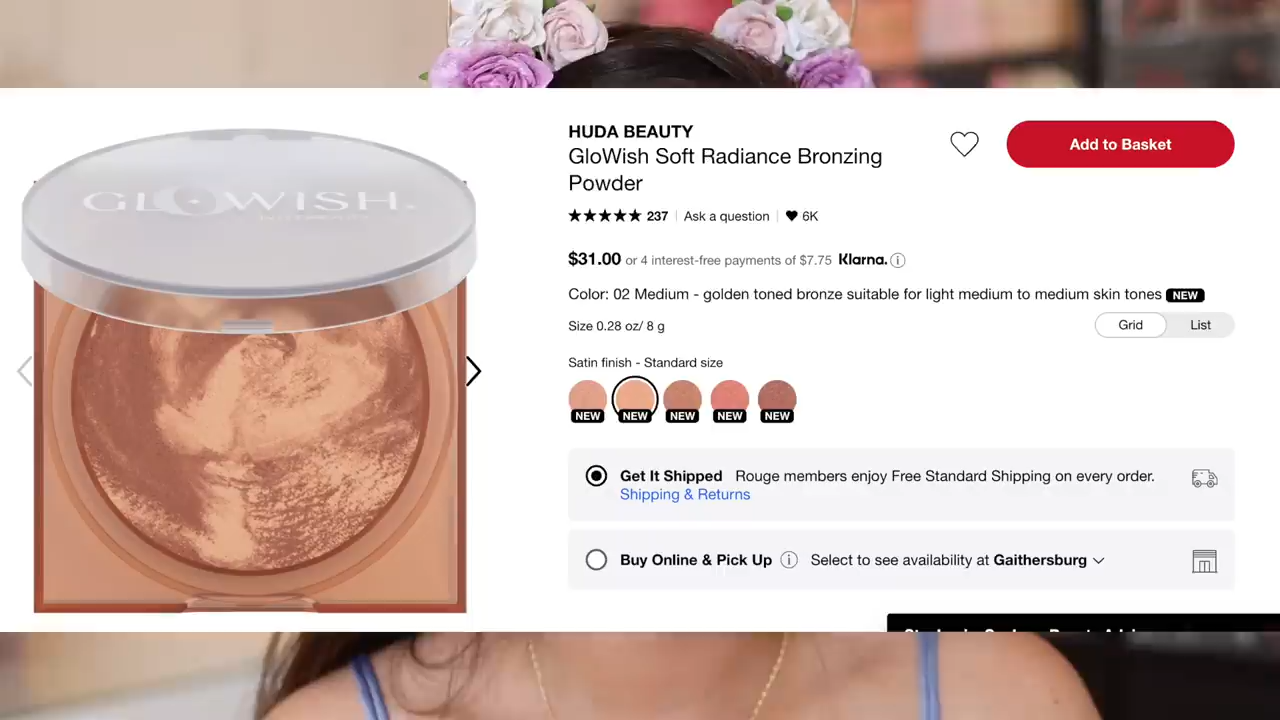 GLOWISH.
HUDA BEAUTY
GloWish Soft Radiance Bronzing
Powder
237 Ask a question 6K
Add to Basket
$31.00 or 4 interest-free payments of $7.75 Klarna.
Color: 02 Medium - golden toned bronze suitable for light medium to medium skin tones NEW
Size 0.28 oz/ 8 g
Grid List
Satin finish - Standard size
NEW NEW NEW NEW NEW
Get It Shipped Rouge members enjoy Free Standard Shipping on every order.
Shipping & Returns
Buy Online & Pick Up Select to see availability at Gaithersburg